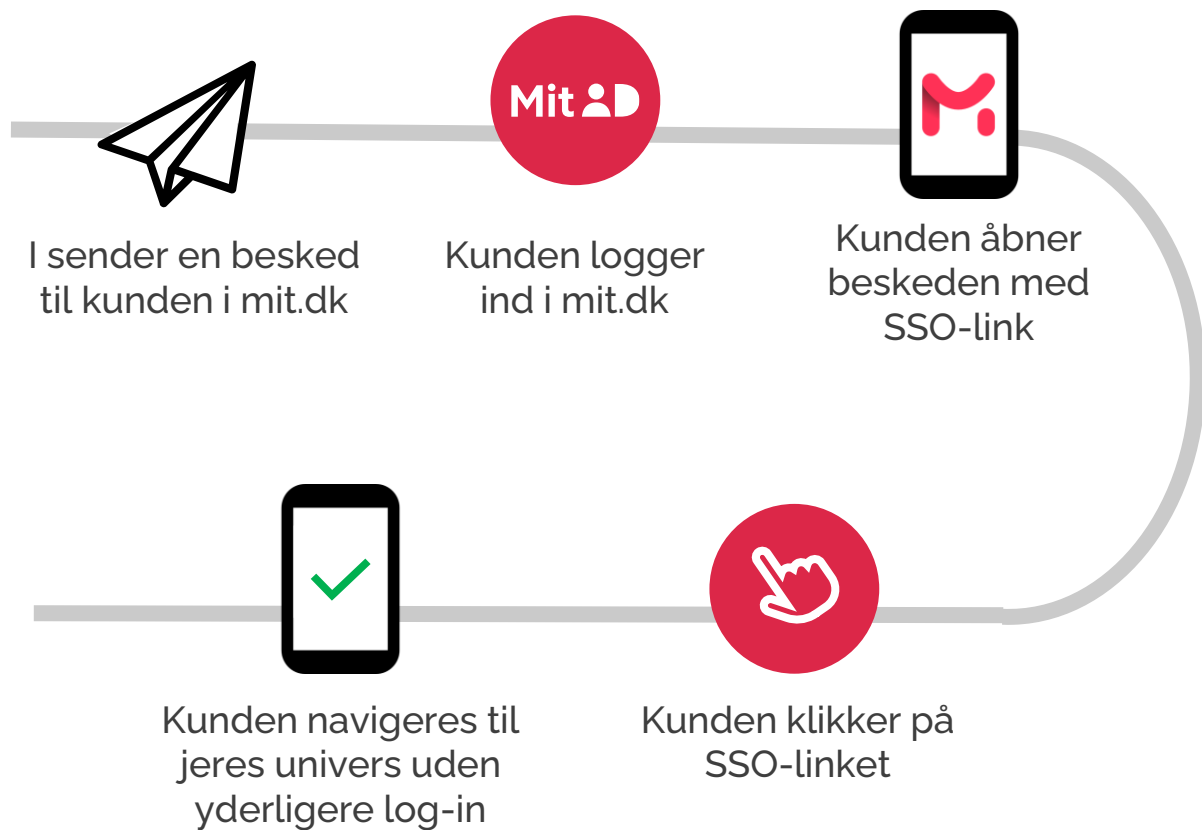 MitID
I sender en besked
til kunden i mit.dk
Kunden logger
ind i mit.dk
Kunden åbner
beskeden med
SSO-link
Kunden klikker på
SSO-linket
Kunden navigeres til
jeres univers uden
yderligere log-in